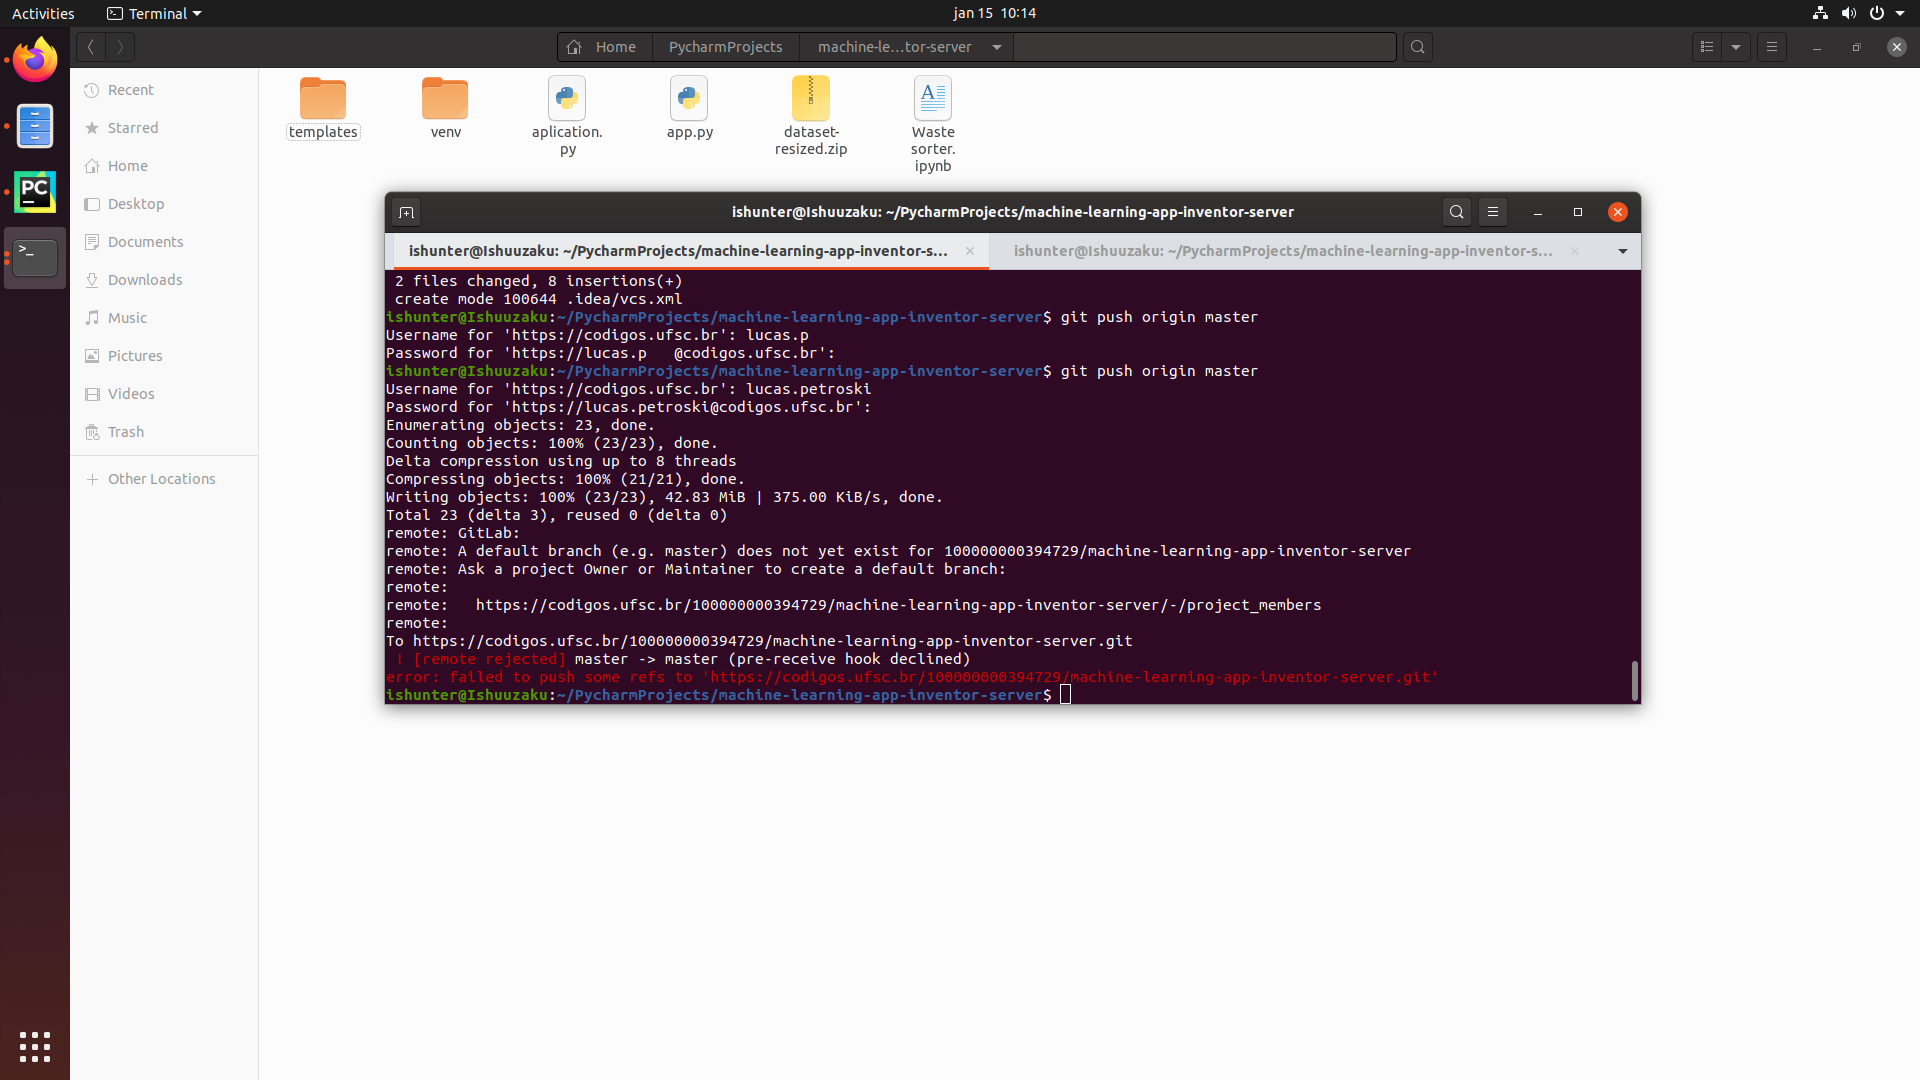 Activities
Terminal
jan 15 10:14
Home
PycharmProjects
machine-le…tor-server
Recent
Starred
Home
Desktop
Documents
Downloads
Music
Pictures
Videos
Trash
Other Locations
templates
venv
aplication.
py
app.py
dataset-
resized.zip
Waste
sorter.
ipynb
PC
ishunter@Ishuuzaku: ~/PycharmProjects/machine-learning-app-inventor-server
ishunter@Ishuuzaku: ~/PycharmProjects/machine-learning-app-inventor-s…
ishunter@Ishuuzaku: ~/PycharmProjects/machine-learning-app-inventor-s…
2 files changed, 8 insertions(+)
create mode 100644 .idea/vcs.xml
ishunter@Ishuuzaku:~/PycharmProjects/machine-learning-app-inventor-server$ git push origin master
Username for 'https://codigos.ufsc.br': lucas.p
Password for 'https://lucas.p   @codigos.ufsc.br':
ishunter@Ishuuzaku:~/PycharmProjects/machine-learning-app-inventor-server$ git push origin master
Username for 'https://codigos.ufsc.br': lucas.petroski
Password for 'https://lucas.petroski@codigos.ufsc.br':
Enumerating objects: 23, done.
Counting objects: 100% (23/23), done.
Delta compression using up to 8 threads
Compressing objects: 100% (21/21), done.
Writing objects: 100% (23/23), 42.83 MiB | 375.00 KiB/s, done.
Total 23 (delta 3), reused 0 (delta 0)
remote: GitLab:
remote: A default branch (e.g. master) does not yet exist for 100000000394729/machine-learning-app-inventor-server
remote: Ask a project Owner or Maintainer to create a default branch:
remote:
remote:   https://codigos.ufsc.br/100000000394729/machine-learning-app-inventor-server/-/project_members
remote:
To https://codigos.ufsc.br/100000000394729/machine-learning-app-inventor-server.git
! [remote rejected] master -> master (pre-receive hook declined)
error: failed to push some refs to 'https://codigos.ufsc.br/100000000394729/machine-learning-app-inventor-server.git'
ishunter@Ishuuzaku:~/PycharmProjects/machine-learning-app-inventor-server$